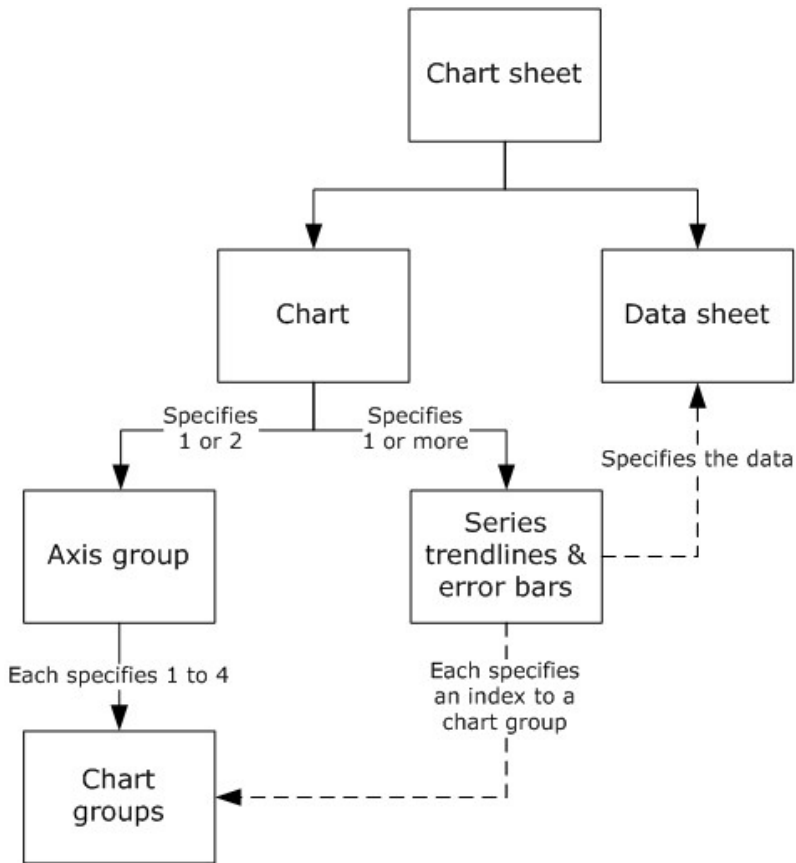 Chart sheet
Chart
Data sheet
Specifies
1 or 2
Specifies
1 or more
Specifies the data
Axis group
Series
trendlines &
error bars
Each specifies 1 to 4
Each specifies
an index to a
chart group
Chart
groups